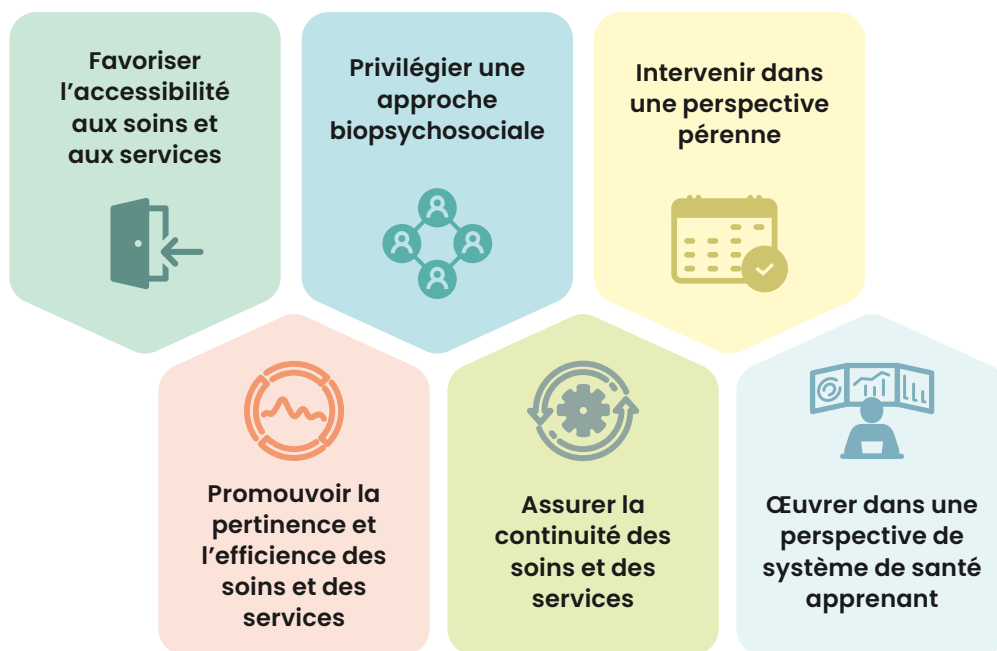 Favoriser
l’accessibilité
aux soins et
aux services
Privilégier une
approche
biopsychosociale
Intervenir dans
une perspective
pérenne
Promouvoir la
pertinence et
l’efficience des
soins et des
services
Assurer la
continuité des
soins et des
services
Œuvrer dans une
perspective de
système de santé
apprenant